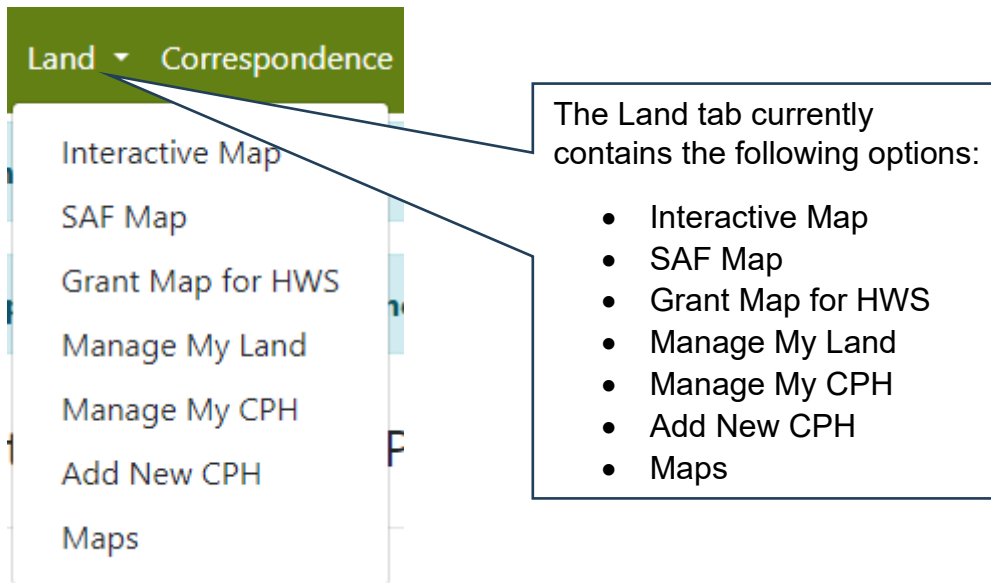 Land Correspondence
Interactive Map
SAF Map
Grant Map for HWS
Manage My Land
Manage My CPH
Add New CPH
Maps
The Land tab currently
contains the following options:
• Interactive Map
• SAF Map
• Grant Map for HWS
• Manage My Land
• Manage My CPH
• Add New CPH
• Maps